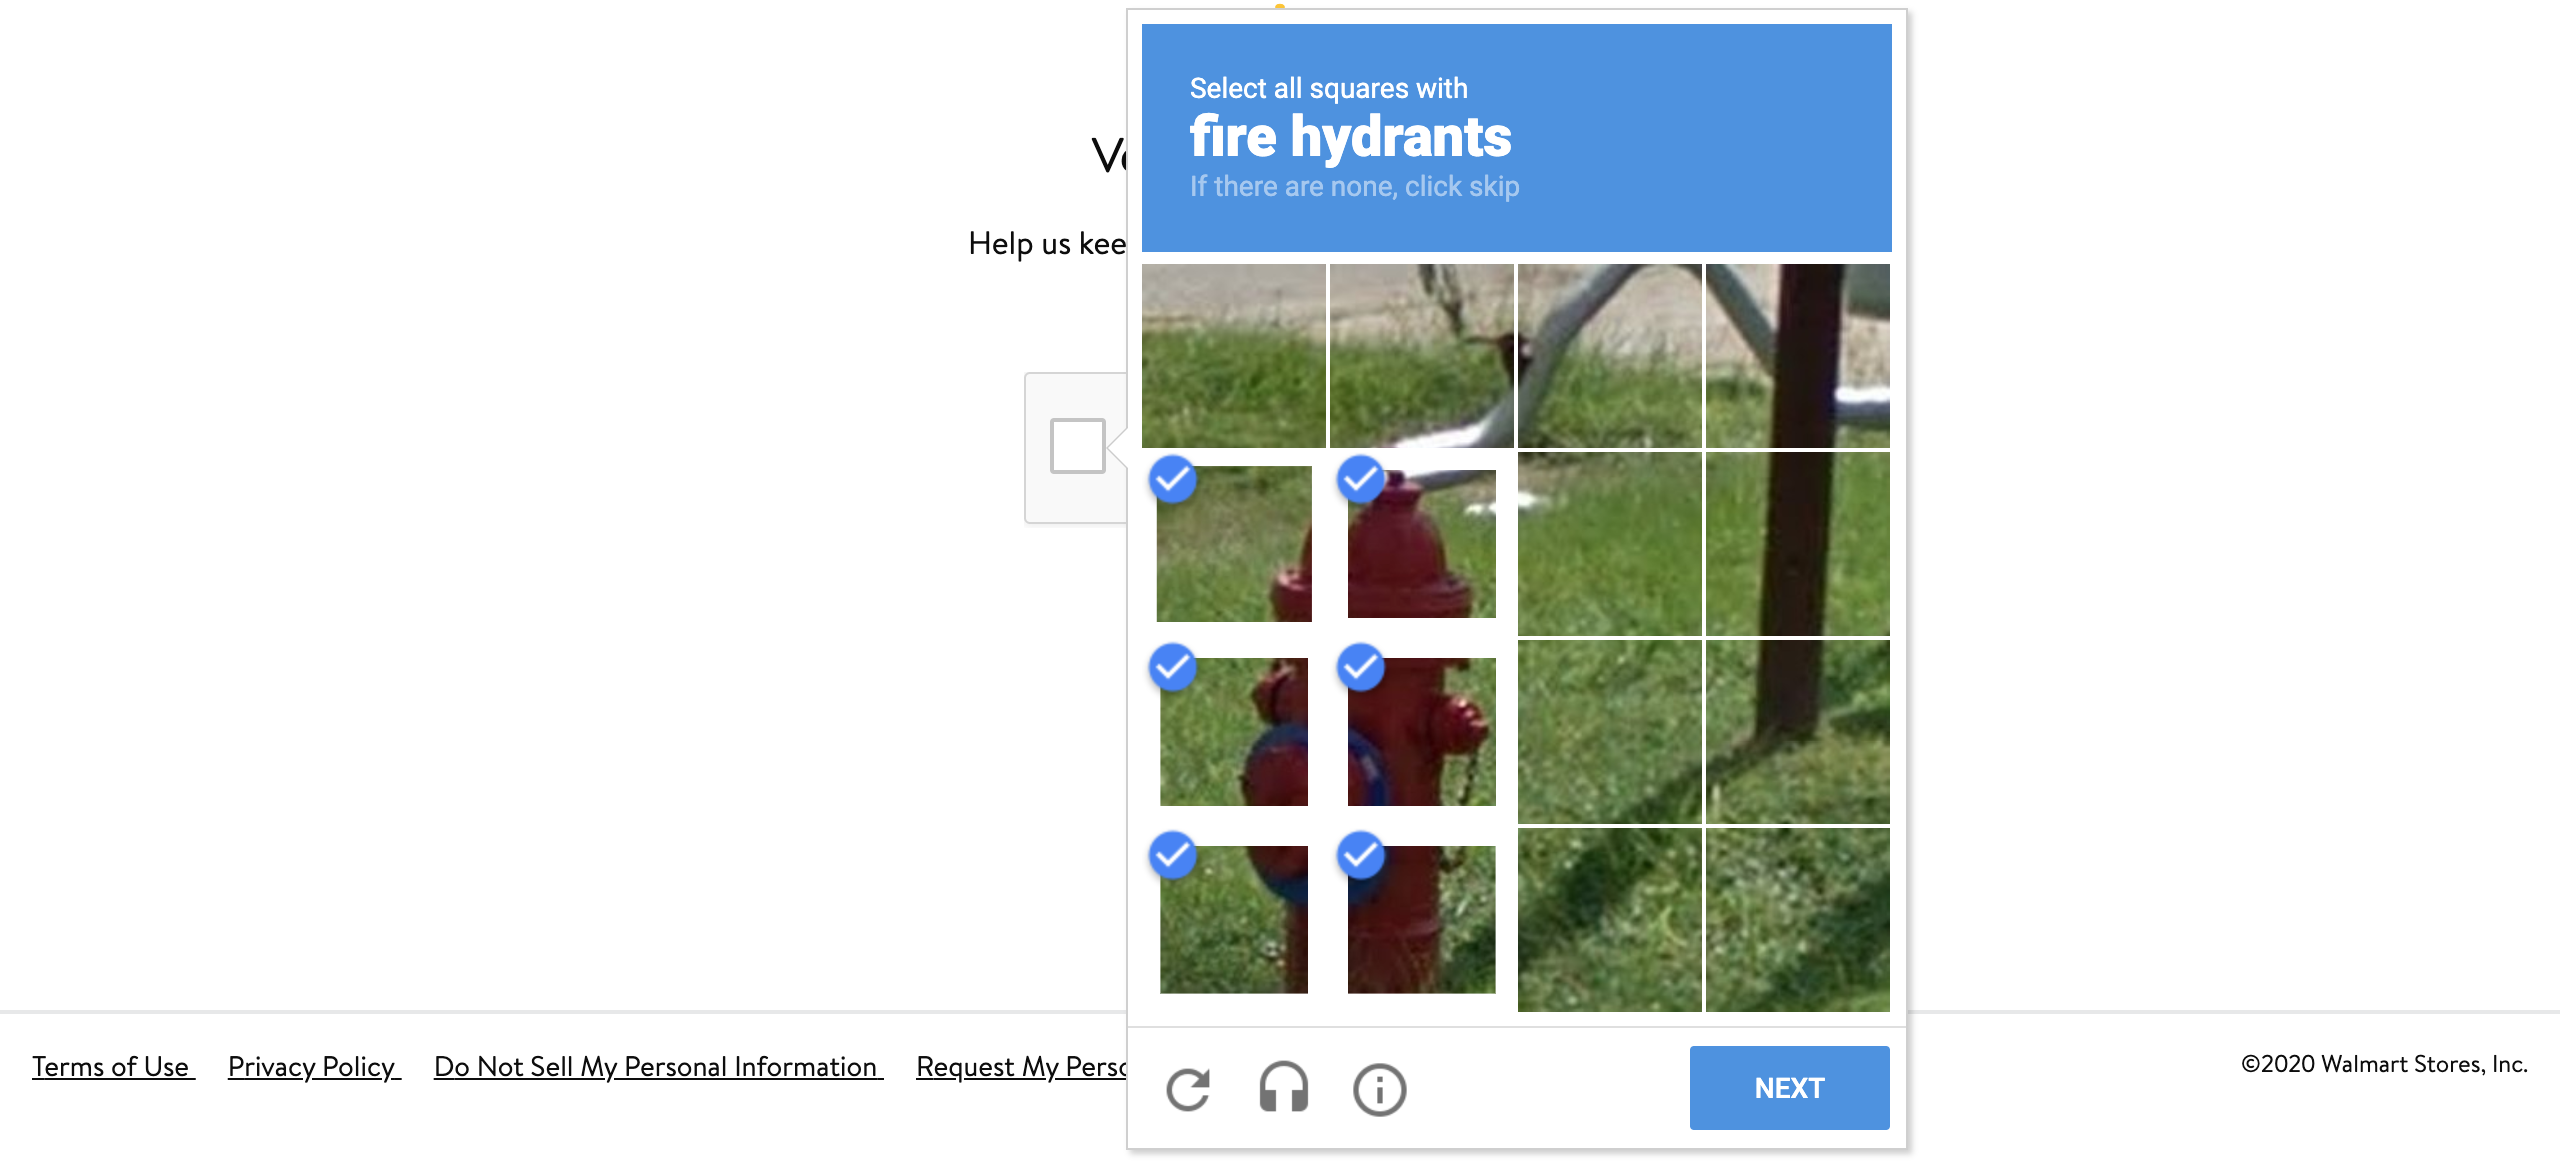 Select all squares with
fire hydrants
If there are none, click skip
Help us kee
Terms of Use Privacy Policy Do Not Sell My Personal Information Request My Perso
NEXT
©2020 Walmart Stores, Inc.